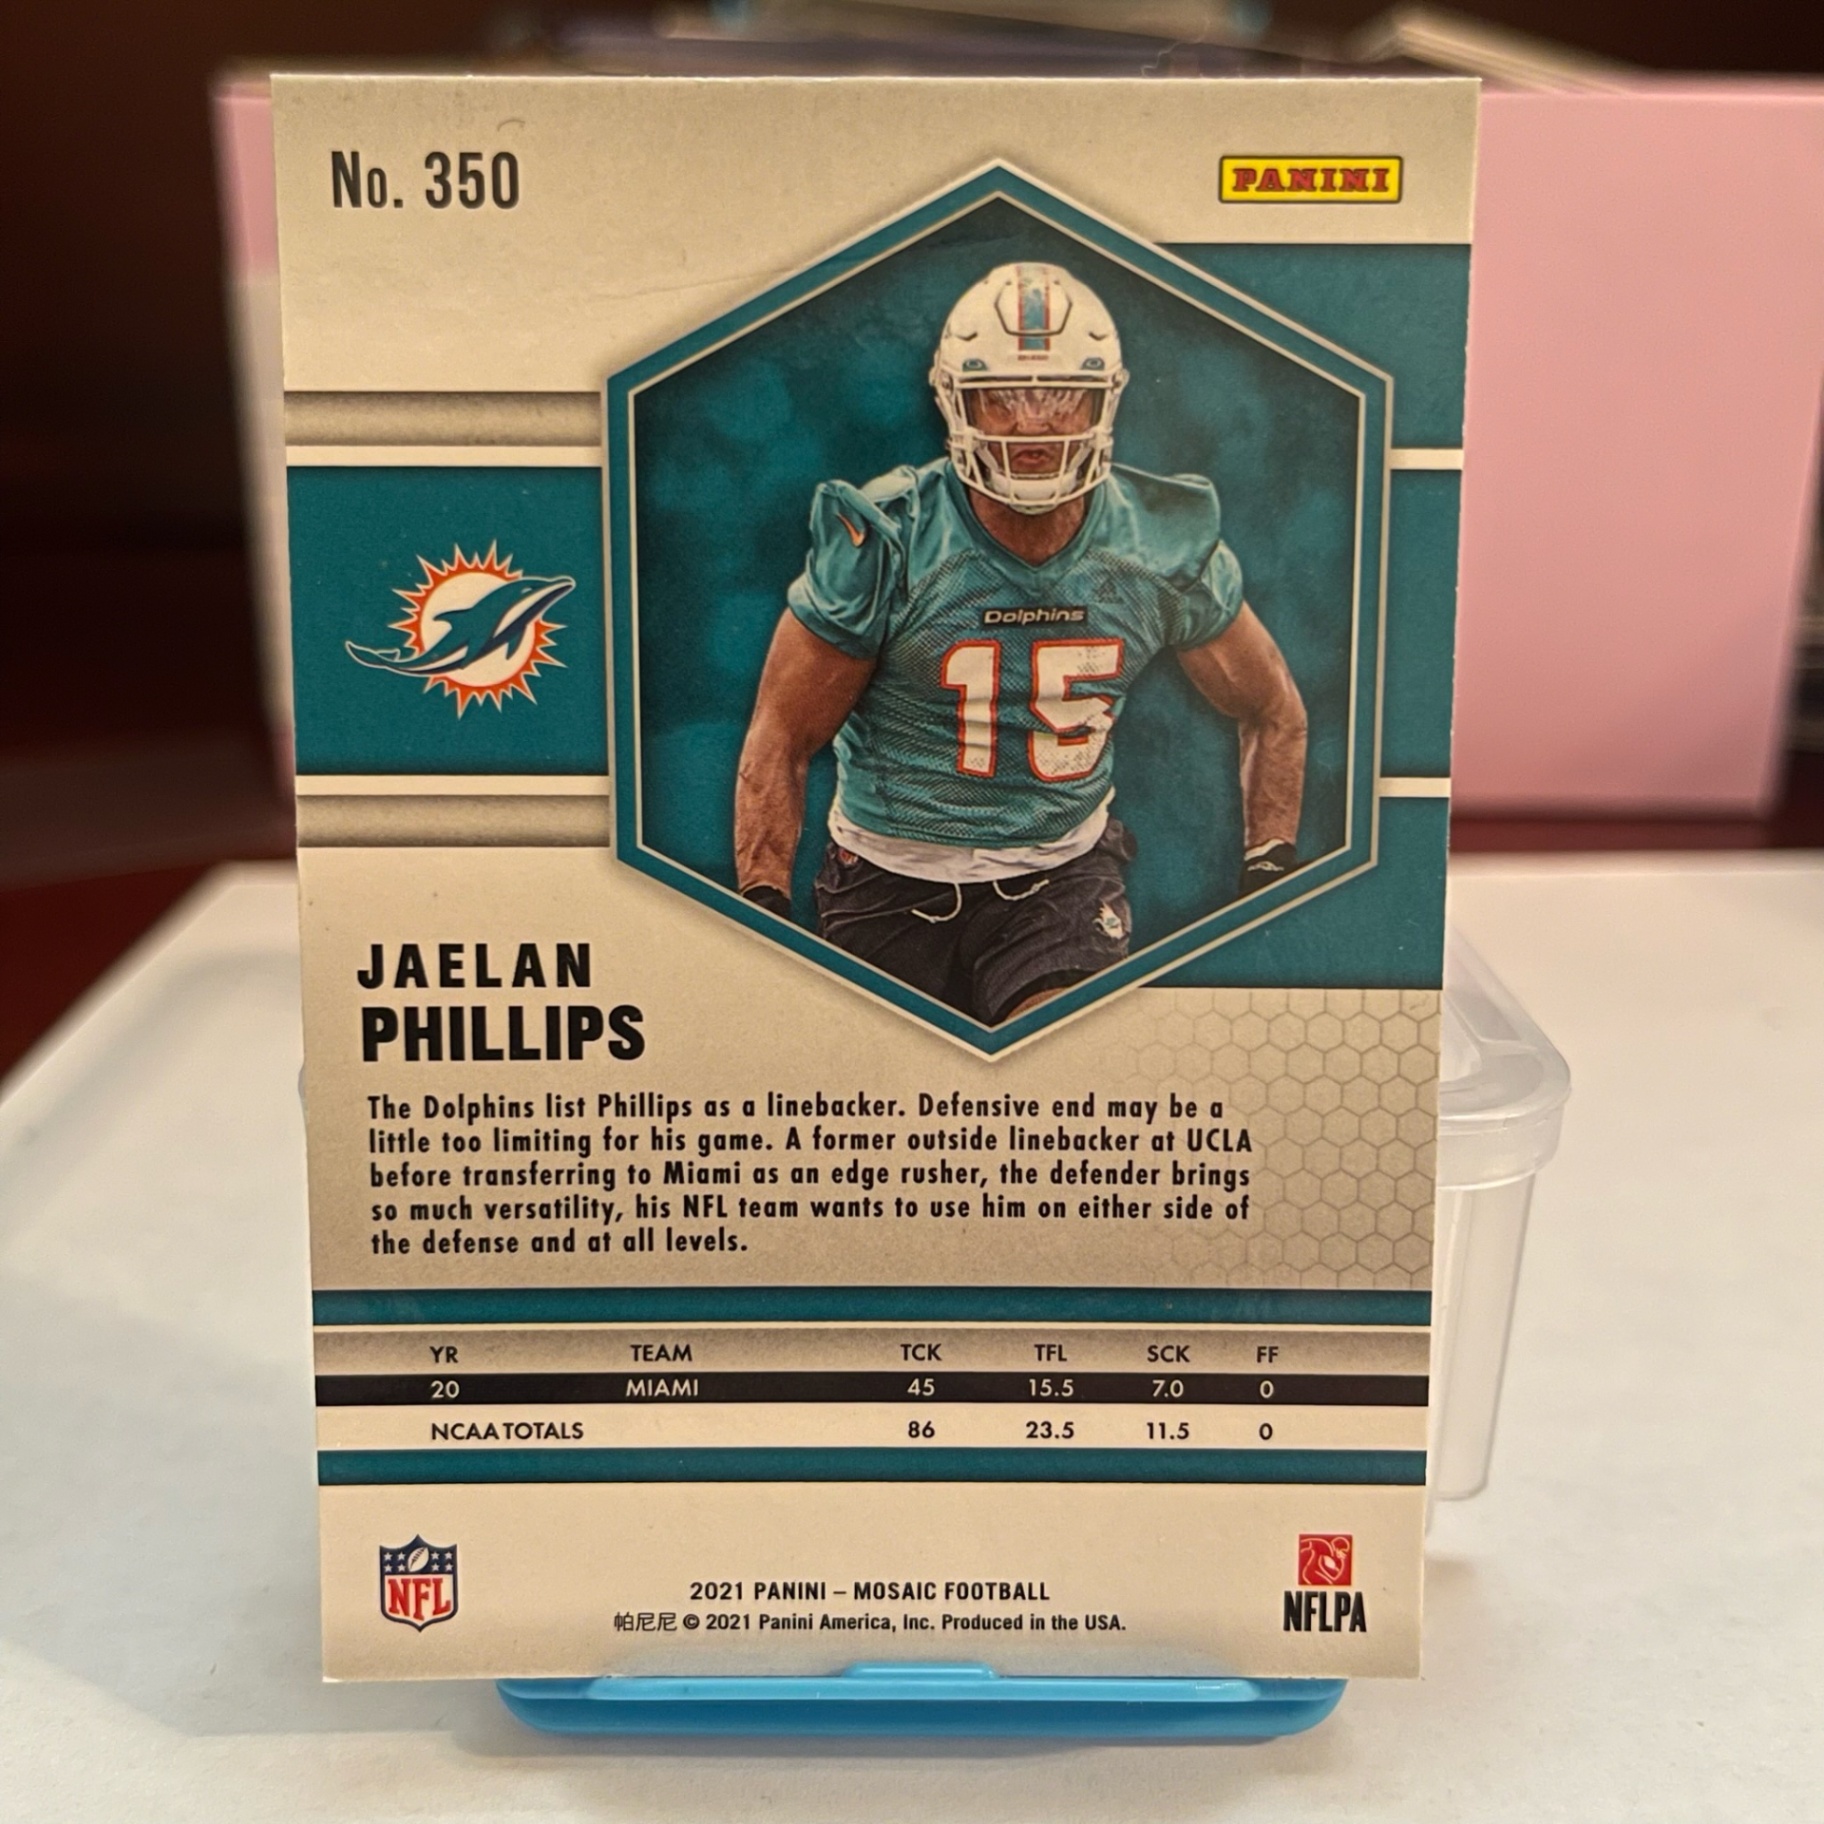 No. 350
PANINI
Dolphins
15
JAELAN
PHILLIPS
The Dolphins list Phillips as a linebacker. Defensive end may be a
little too limiting for his game. A former outside linebacker at UCLA
before transferring to Miami as an edge rusher, the defender brings
so much versatility, his NFL team wants to use him on either side of
the defense and at all levels.
YR TEAM TCK TFL SCK FF
20 MIAMI 45 15.5 7.0 0
NCAA TOTALS 86 23.5 11.5 0
NFL
2021 PANINI – MOSAIC FOOTBALL
帕尼尼 © 2021 Panini America, Inc. Produced in the USA.
NFLPA